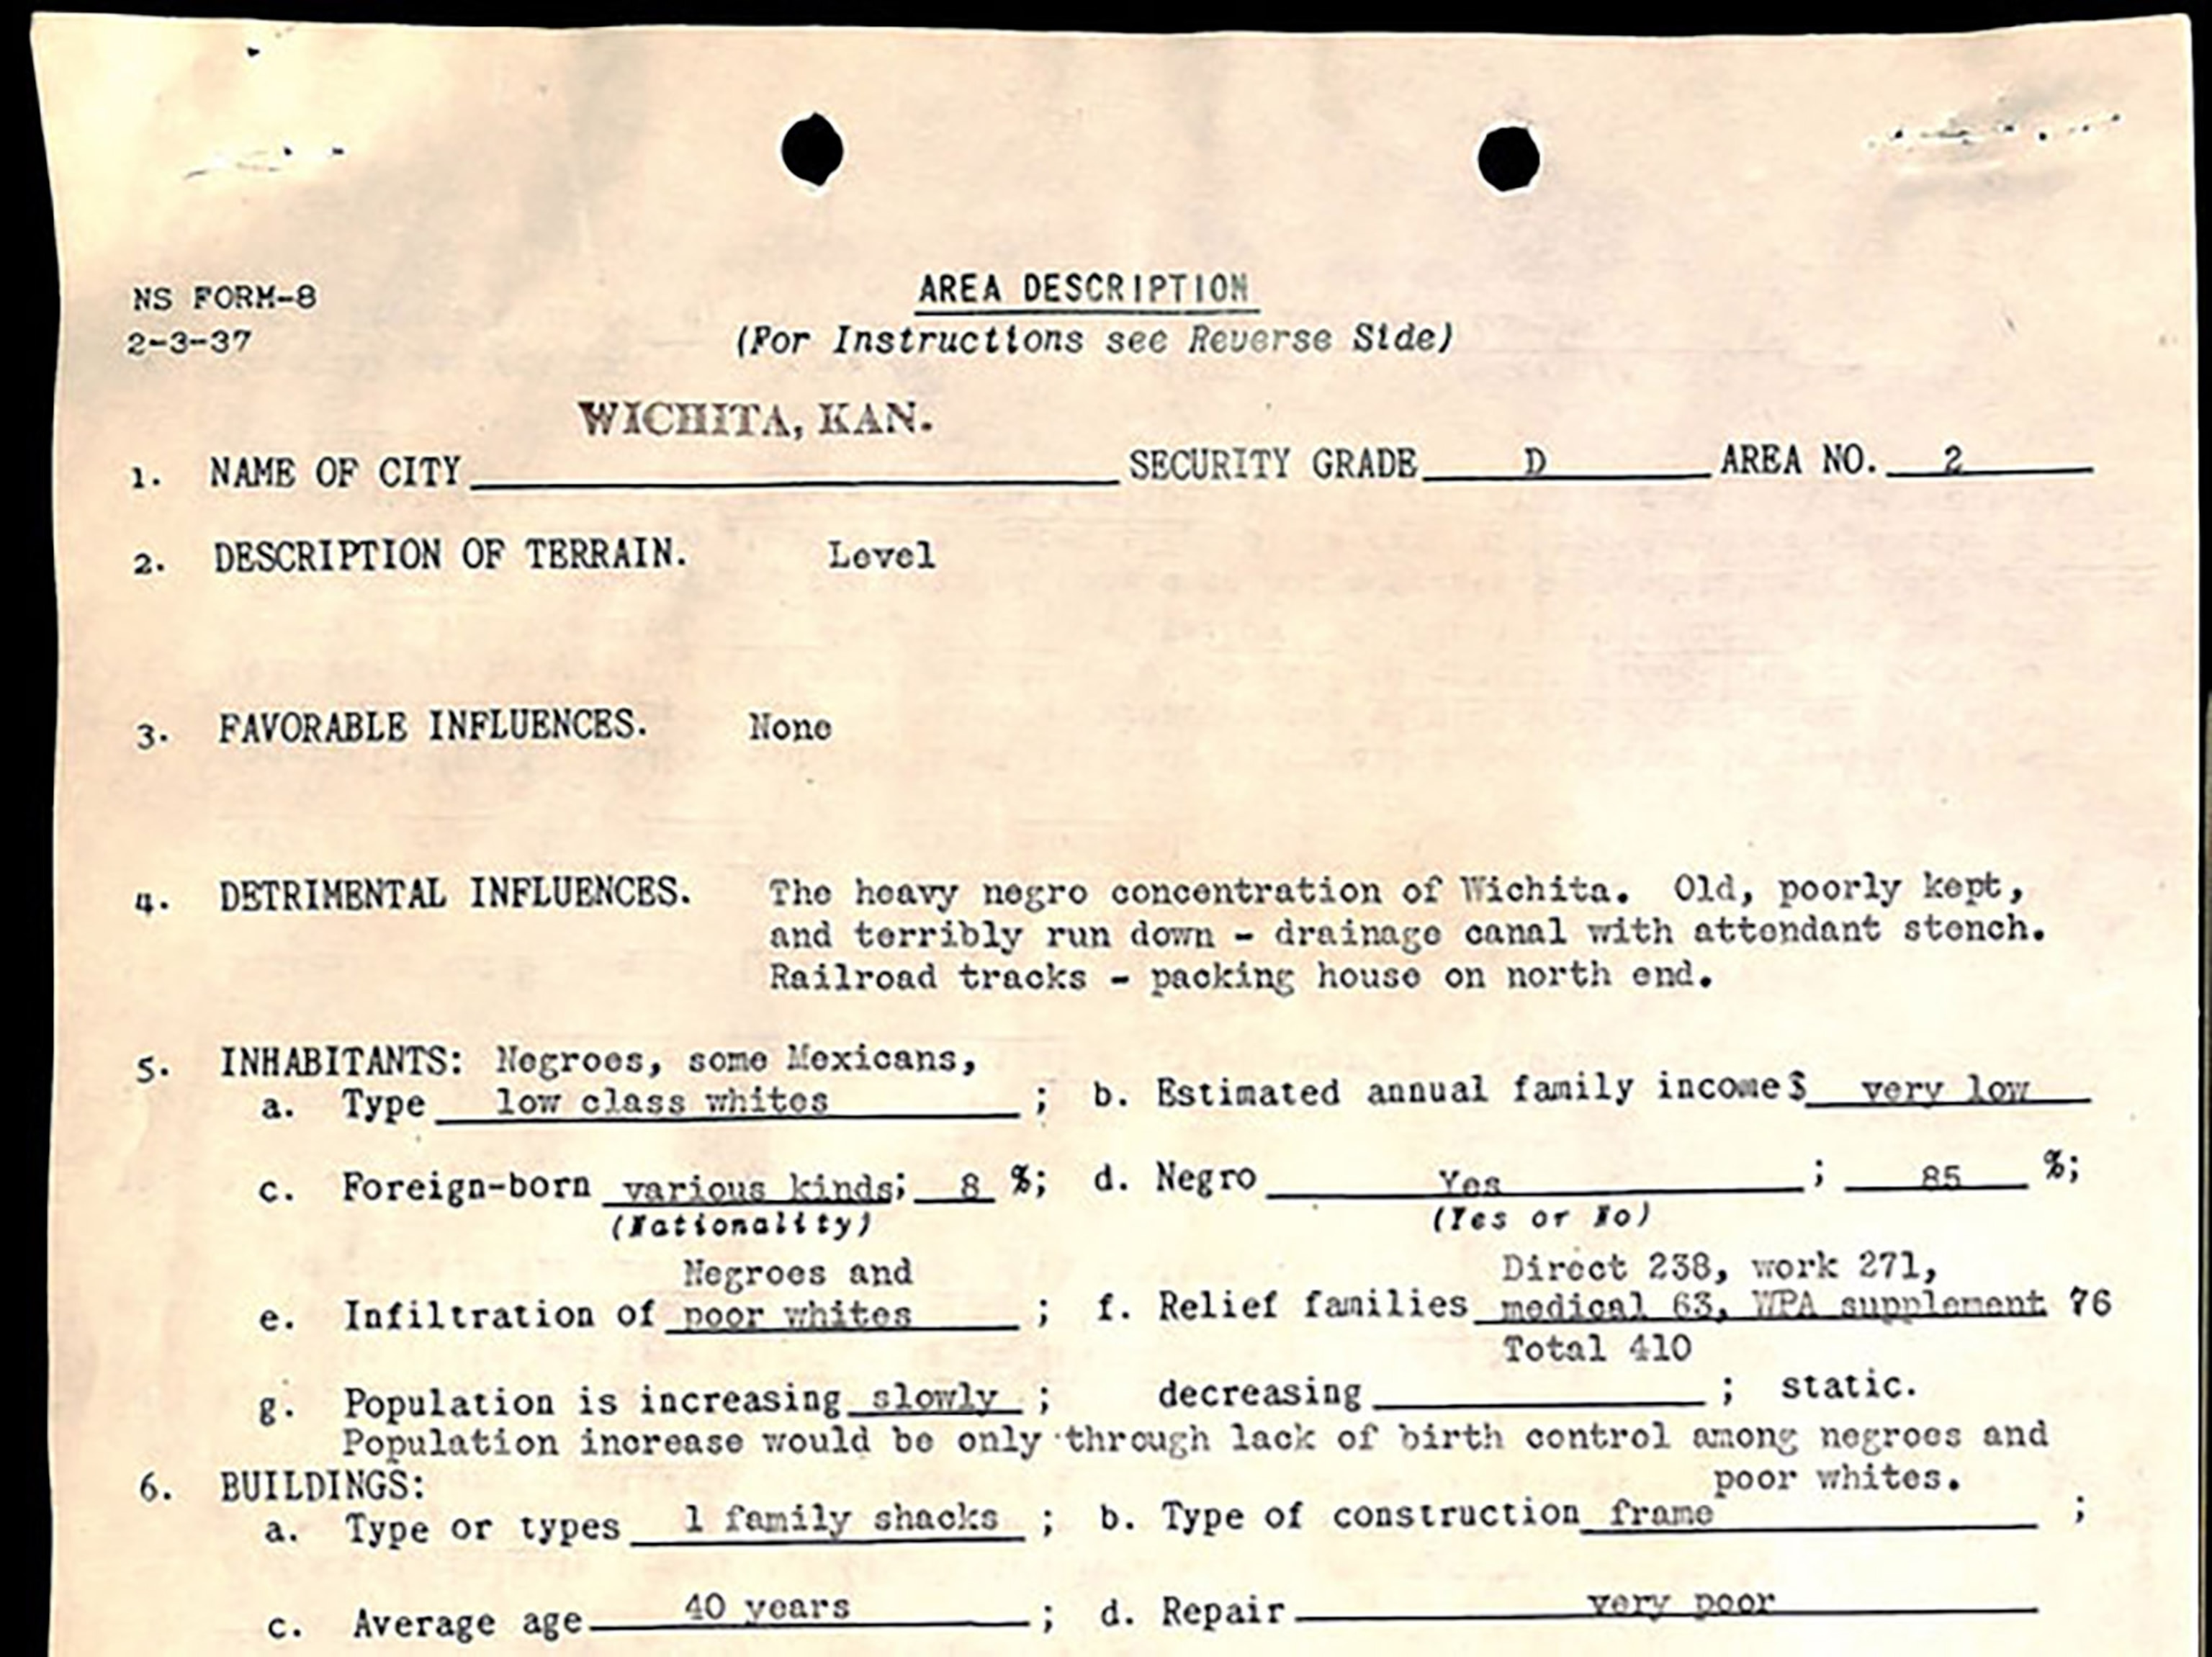 NS FORM-8
2-3-37
AREA DESCRIPTION
(For Instructions see Reverse Side)
WICHITA, KAN.
1. NAME OF CITY SECURITY GRADE D AREA NO. 2
2. DESCRIPTION OF TERRAIN. Level
3. FAVORABLE INFLUENCES. None
4. DETRIMENTAL INFLUENCES. The heavy negro concentration of Wichita. Old, poorly kept,
and terribly run down - drainage canal with attendant stench.
Railroad tracks - packing house on north end.
5. INHABITANTS: Negroes, some Mexicans,
a. Type low class whites ; b. Estimated annual family income $ very low
c. Foreign-born various kinds; 8 %; d. Negro Yes ; 85 %;
(Nationality) (Yes or No)
Negroes and Direct 238, work 271,
e. Infiltration of poor whites ; f. Relief families medical 63, WPA supplement 76
Total 410
g. Population is increasing slowly ; decreasing ; static.
Population increase would be only through lack of birth control among negroes and
poor whites.
6. BUILDINGS:
a. Type or types 1 family shacks ; b. Type of construction frame ;
c. Average age 40 years ; d. Repair very poor